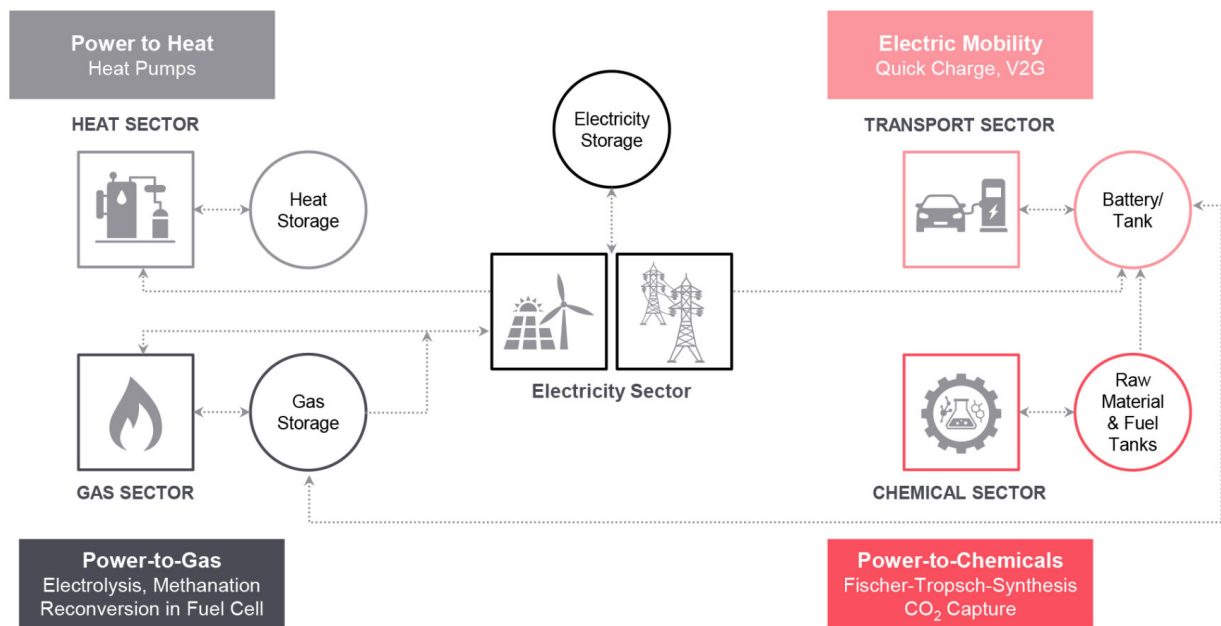 Power to Heat
Heat Pumps
HEAT SECTOR
Heat
Storage
Electricity
Storage
Electric Mobility
Quick Charge, V2G
TRANSPORT SECTOR
Battery/
Tank
Electricity Sector
Gas
Storage
GAS SECTOR
Raw
Material
& Fuel
Tanks
CHEMICAL SECTOR
Power-to-Gas
Electrolysis, Methanation
Reconversion in Fuel Cell
Power-to-Chemicals
Fischer-Tropsch-Synthesis
CO₂ Capture